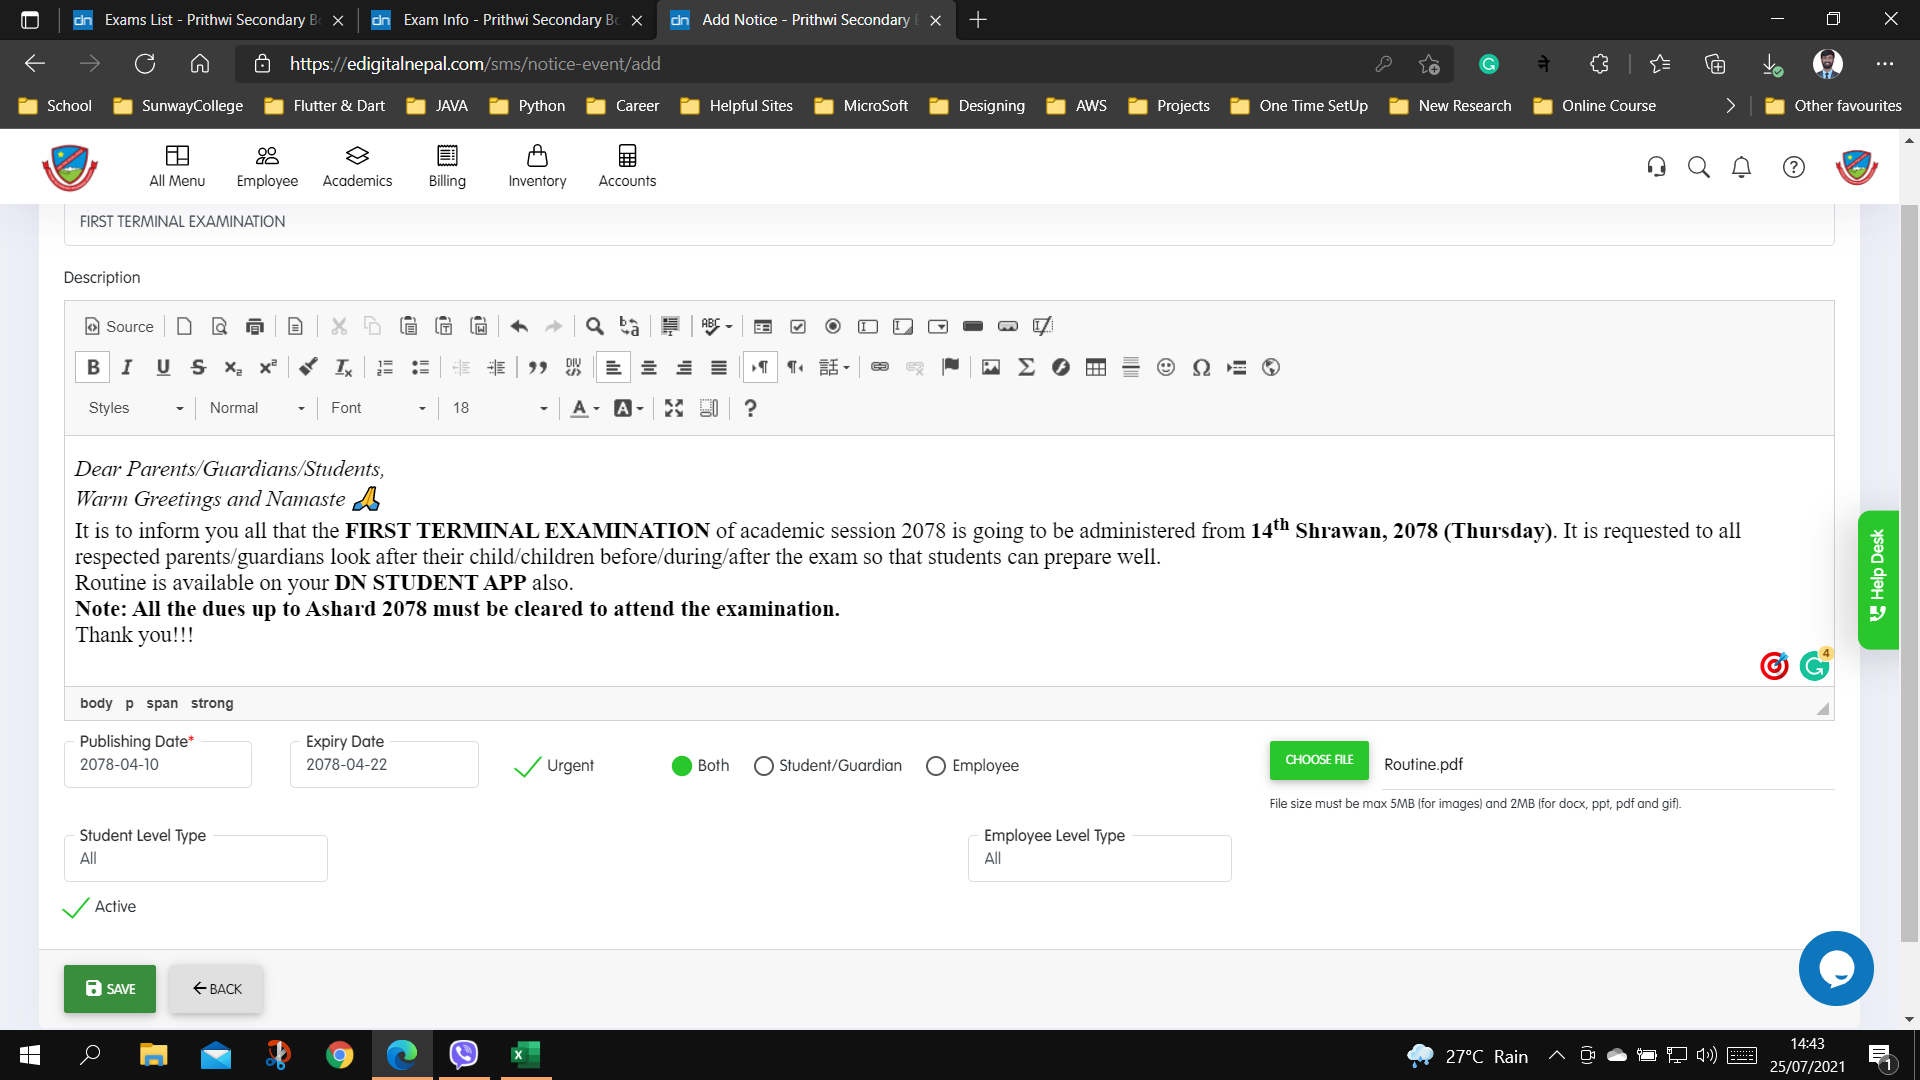 Exams List - Prithwi Secondary B
Exam Info - Prithwi Secondary Bo
Add Notice - Prithwi Secondary
https://edigitalnepal.com/sms/notice-event/add
School
SunwayCollege
Flutter & Dart
JAVA
Python
Career
Helpful Sites
MicroSoft
Designing
AWS
Projects
One Time SetUp
New Research
Online Course
Other favourites
All Menu
Employee
Academics
Billing
Inventory
Accounts
FIRST TERMINAL EXAMINATION
Description
Source
Styles
Normal
Font
18
Dear Parents/Guardians/Students,
Warm Greetings and Namaste 🙏
It is to inform you all that the FIRST TERMINAL EXAMINATION of academic session 2078 is going to be administered from 14th Shrawan, 2078 (Thursday). It is requested to all
respected parents/guardians look after their child/children before/during/after the exam so that students can prepare well.
Routine is available on your DN STUDENT APP also.
Note: All the dues up to Ashard 2078 must be cleared to attend the examination.
Thank you!!!
4
body p span strong
Help Desk
Publishing Date*
2078-04-10
Expiry Date
2078-04-22
Urgent
Both
Student/Guardian
Employee
CHOOSE FILE
Routine.pdf
File size must be max 5MB (for images) and 2MB (for docx, ppt, pdf and gif).
Student Level Type
All
Employee Level Type
All
Active
SAVE
BACK
27°C Rain
14:43
25/07/2021
1